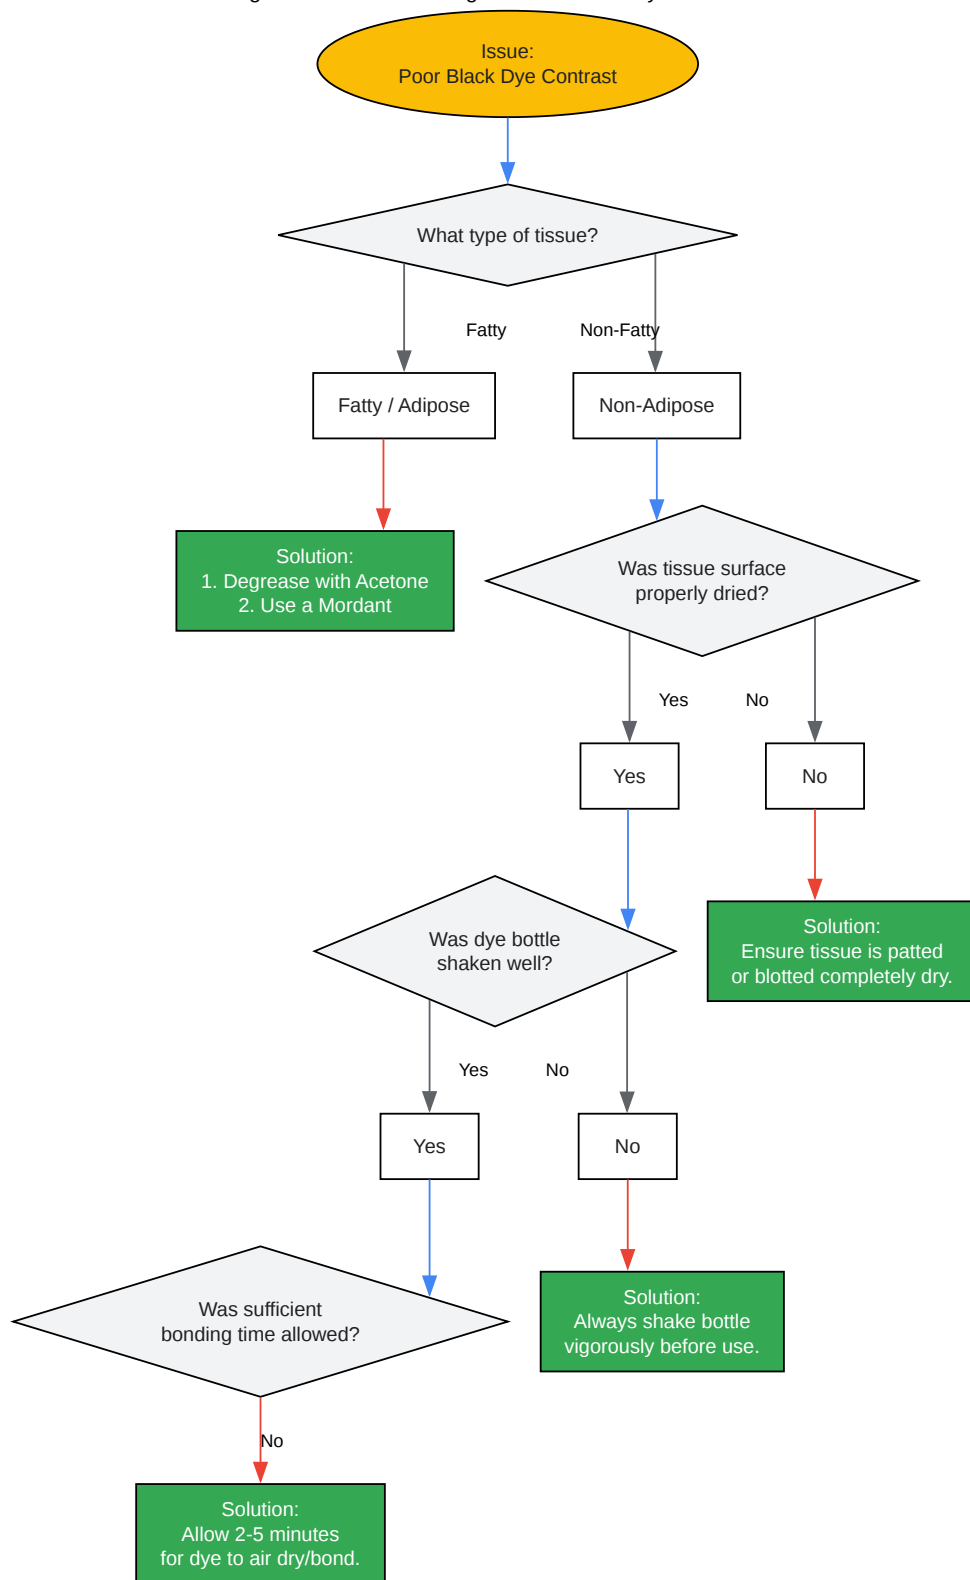 Issue:
Poor Black Dye Contrast
What type of tissue?
Fatty
Non-Fatty
Fatty / Adipose
Non-Adipose
Solution:
1. Degrease with Acetone
2. Use a Mordant
Was tissue surface
properly dried?
Yes
No
Yes
No
Was dye bottle
shaken well?
Solution:
Ensure tissue is patted
or blotted completely dry.
Yes
No
Yes
No
Was sufficient
bonding time allowed?
Solution:
Always shake bottle
vigorously before use.
No
Solution:
Allow 2-5 minutes
for dye to air dry/bond.